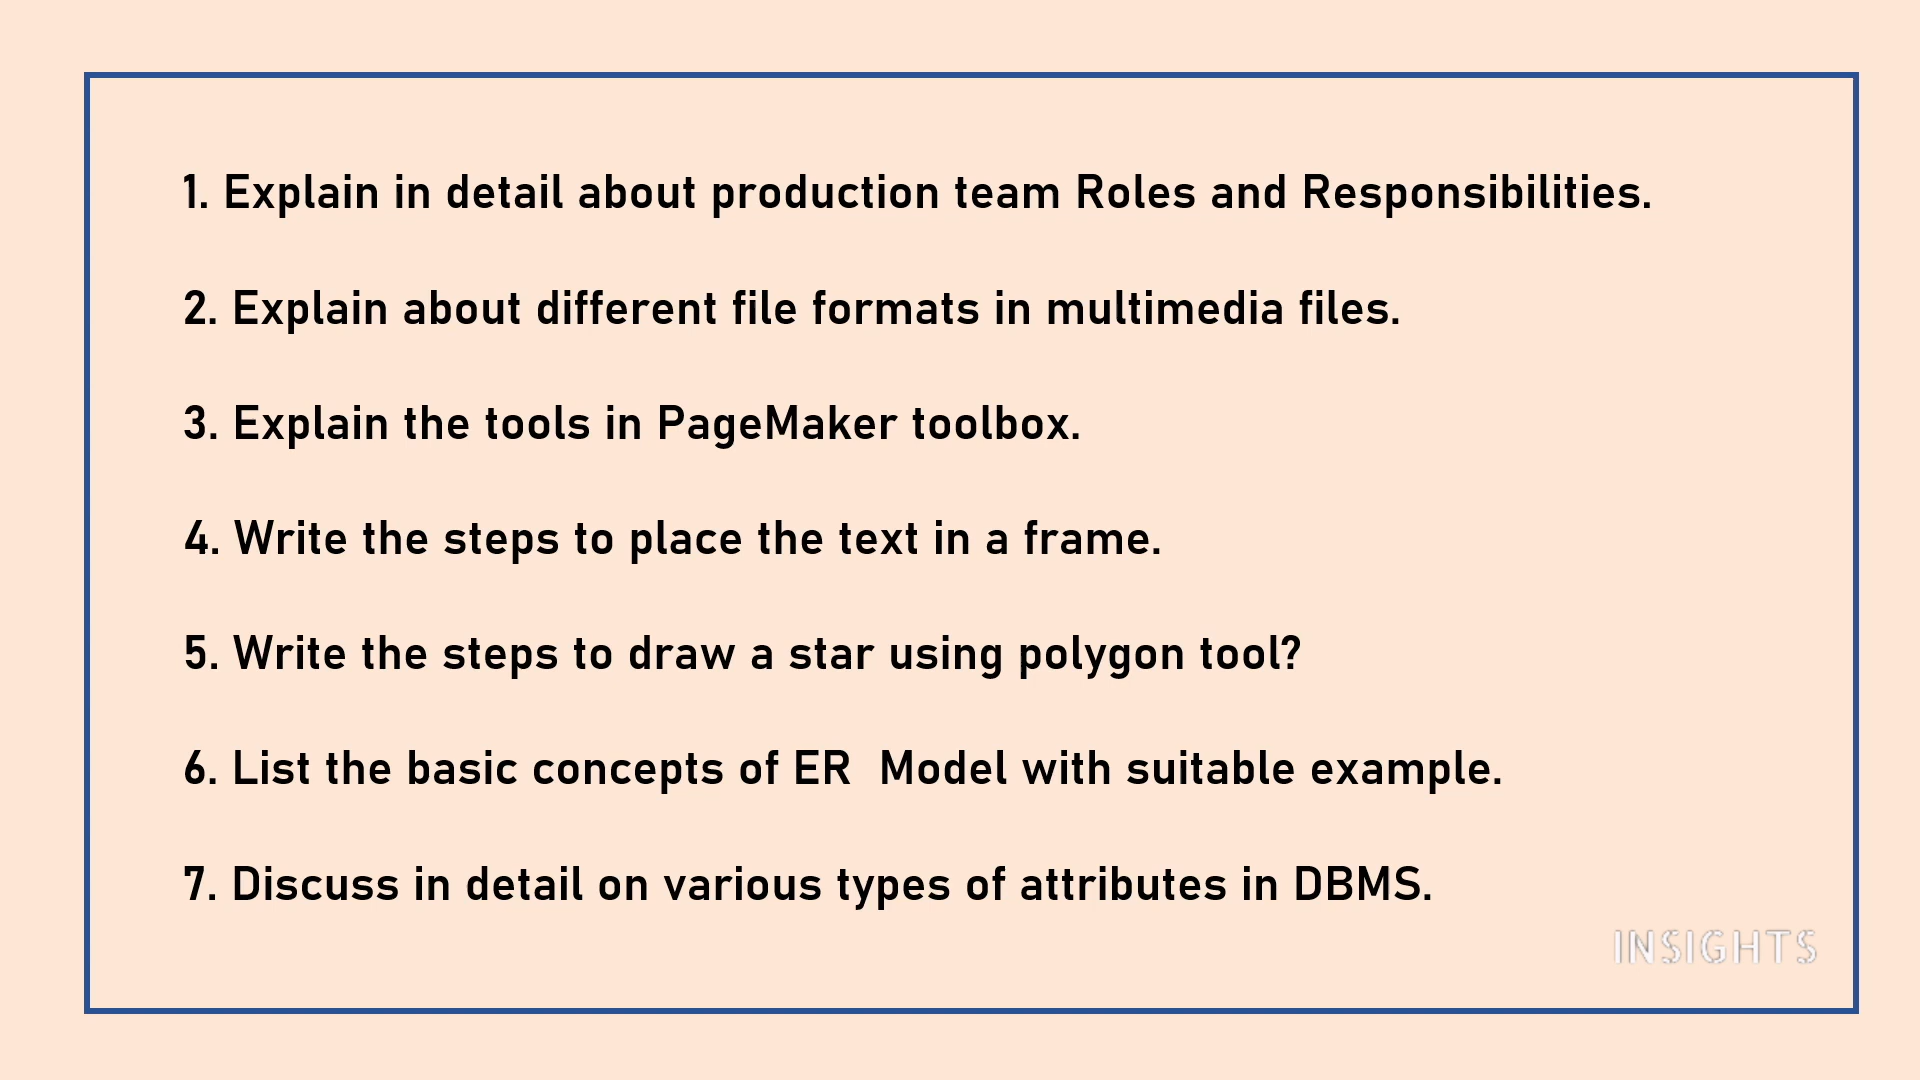 1. Explain in detail about production team Roles and Responsibilities.
2. Explain about different file formats in multimedia files.
3. Explain the tools in PageMaker toolbox.
4. Write the steps to place the text in a frame.
5. Write the steps to draw a star using polygon tool?
6. List the basic concepts of ER  Model with suitable example.
7. Discuss in detail on various types of attributes in DBMS.
INSIGHTS